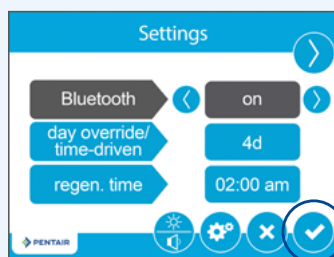 Settings
Bluetooth on
day override/
time-driven 4d
regen. time 02:00 am
PENTAIR